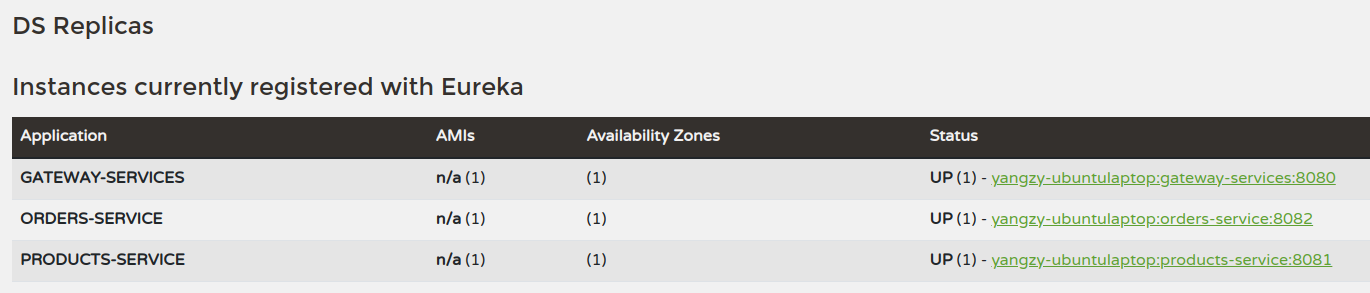 DS Replicas
Instances currently registered with Eureka
Application AMIs Availability Zones Status
GATEWAY-SERVICES n/a (1) (1) UP (1) - yangzy-ubuntulaptop:gateway-services:8080
ORDERS-SERVICE n/a (1) (1) UP (1) - yangzy-ubuntulaptop:orders-service:8082
PRODUCTS-SERVICE n/a (1) (1) UP (1) - yangzy-ubuntulaptop:products-service:8081